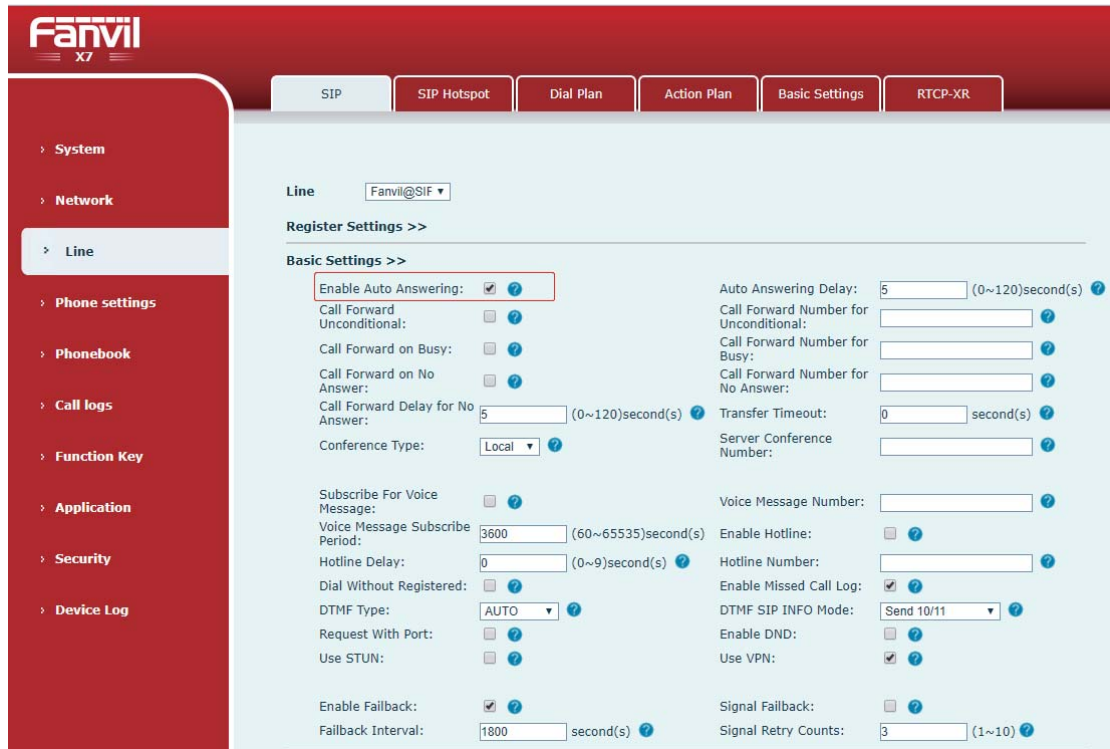 Fanvil
X7
SIP SIP Hotspot Dial Plan Action Plan Basic Settings RTCP-XR
› System
› Network
› Line
› Phone settings
› Phonebook
› Call logs
› Function Key
› Application
› Security
› Device Log
Line Fanvil@SIF
Register Settings >>
Basic Settings >>
Enable Auto Answering: Auto Answering Delay: 5 (0~120)second(s)
Call Forward Unconditional: Call Forward Number for Unconditional:
Call Forward on Busy: Call Forward Number for Busy:
Call Forward on No Answer: Call Forward Number for No Answer:
Call Forward Delay for No Answer: 5 (0~120)second(s) Transfer Timeout: 0 second(s)
Conference Type: Local Server Conference Number:
Subscribe For Voice Message: Voice Message Number:
Voice Message Subscribe Period: 3600 (60~65535)second(s) Enable Hotline:
Hotline Delay: 0 (0~9)second(s) Hotline Number:
Dial Without Registered: Enable Missed Call Log:
DTMF Type: AUTO DTMF SIP INFO Mode: Send 10/11
Request With Port: Enable DND:
Use STUN: Use VPN:
Enable Failback: Signal Failback:
Failback Interval: 1800 second(s) Signal Retry Counts: 3 (1~10)